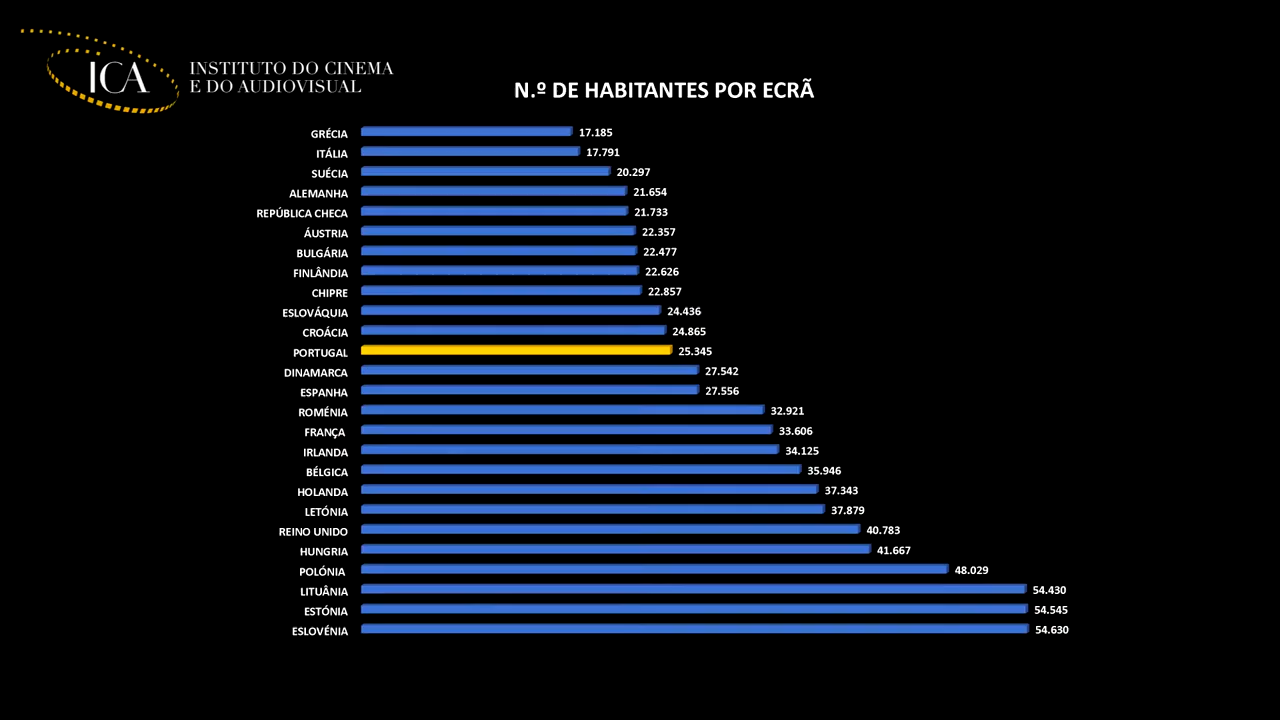 ICA
INSTITUTO DO CINEMA
E DO AUDIOVISUAL
N.º DE HABITANTES POR ECRÃ
GRÉCIA 17.185
ITÁLIA 17.791
SUÉCIA 20.297
ALEMANHA 21.654
REPÚBLICA CHECA 21.733
ÁUSTRIA 22.357
BULGÁRIA 22.477
FINLÂNDIA 22.626
CHIPRE 22.857
ESLOVÁQUIA 24.436
CROÁCIA 24.865
PORTUGAL 25.345
DINAMARCA 27.542
ESPANHA 27.556
ROMÉNIA 32.921
FRANÇA 33.606
IRLANDA 34.125
BÉLGICA 35.946
HOLANDA 37.343
LETÓNIA 37.879
REINO UNIDO 40.783
HUNGRIA 41.667
POLÓNIA 48.029
LITUÂNIA 54.430
ESTÓNIA 54.545
ESLOVÉNIA 54.630